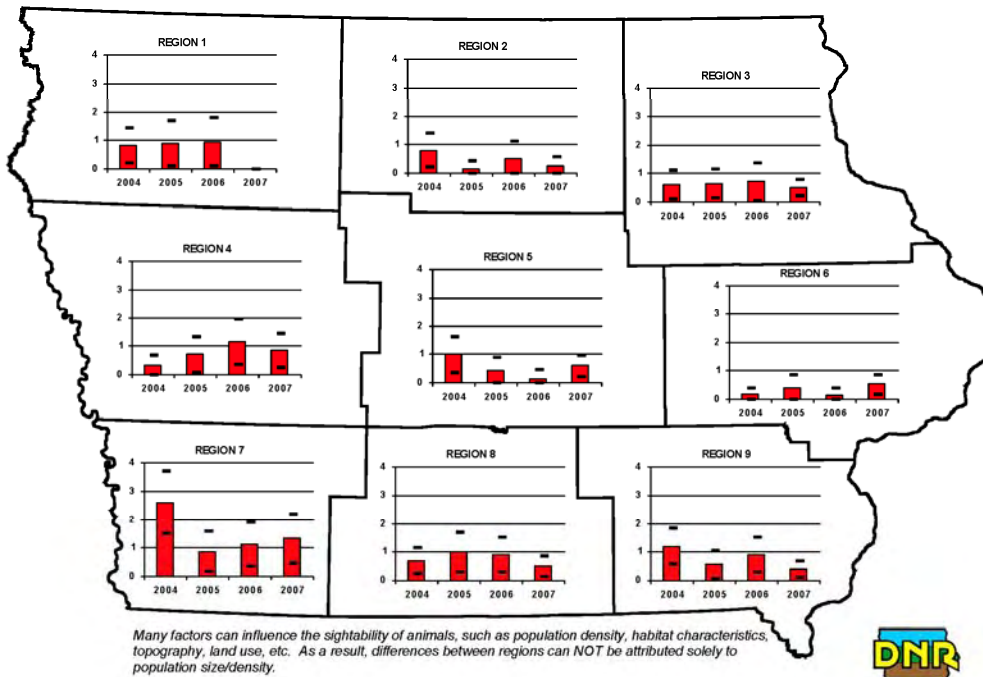 REGION 1
4
3
2
1
0
2004 2005 2006 2007
REGION 2
4
3
2
1
0
2004 2005 2006 2007
REGION 3
4
3
2
1
0
2004 2005 2006 2007
REGION 4
4
3
2
1
0
2004 2005 2006 2007
REGION 5
4
3
2
1
0
2004 2005 2006 2007
REGION 6
4
3
2
1
0
2004 2005 2006 2007
REGION 7
4
3
2
1
0
2004 2005 2006 2007
REGION 8
4
3
2
1
0
2004 2005 2006 2007
REGION 9
4
3
2
1
0
2004 2005 2006 2007
Many factors can influence the sightability of animals, such as population density, habitat characteristics,
topography, land use, etc. As a result, differences between regions can NOT be attributed solely to
population size/density.
DNR